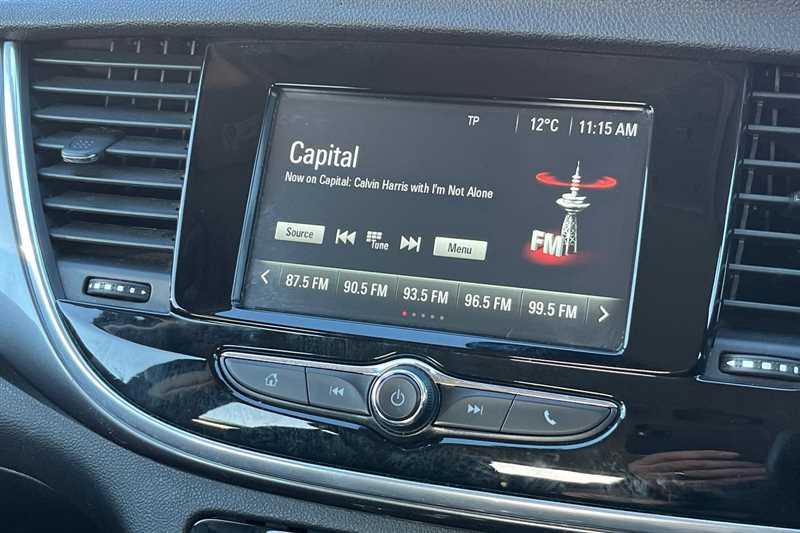 TP 12°C 11:15 AM
Capital
Now on Capital: Calvin Harris with I'm Not Alone
FM
Source Tune Menu
87.5 FM 90.5 FM 93.5 FM 96.5 FM 99.5 FM